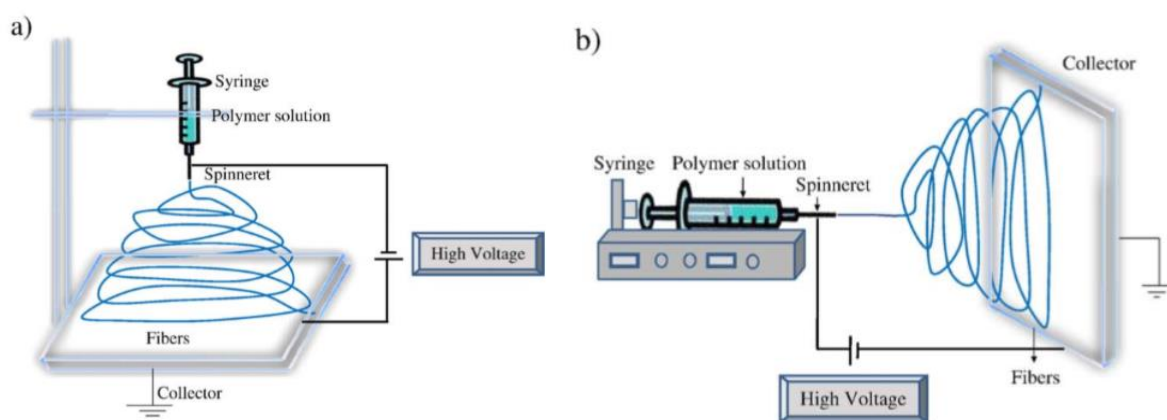 a)
Syringe
Polymer solution
Spinneret
High Voltage
Fibers
Collector
b)
Collector
Syringe Polymer solution
Spinneret
Fibers
High Voltage